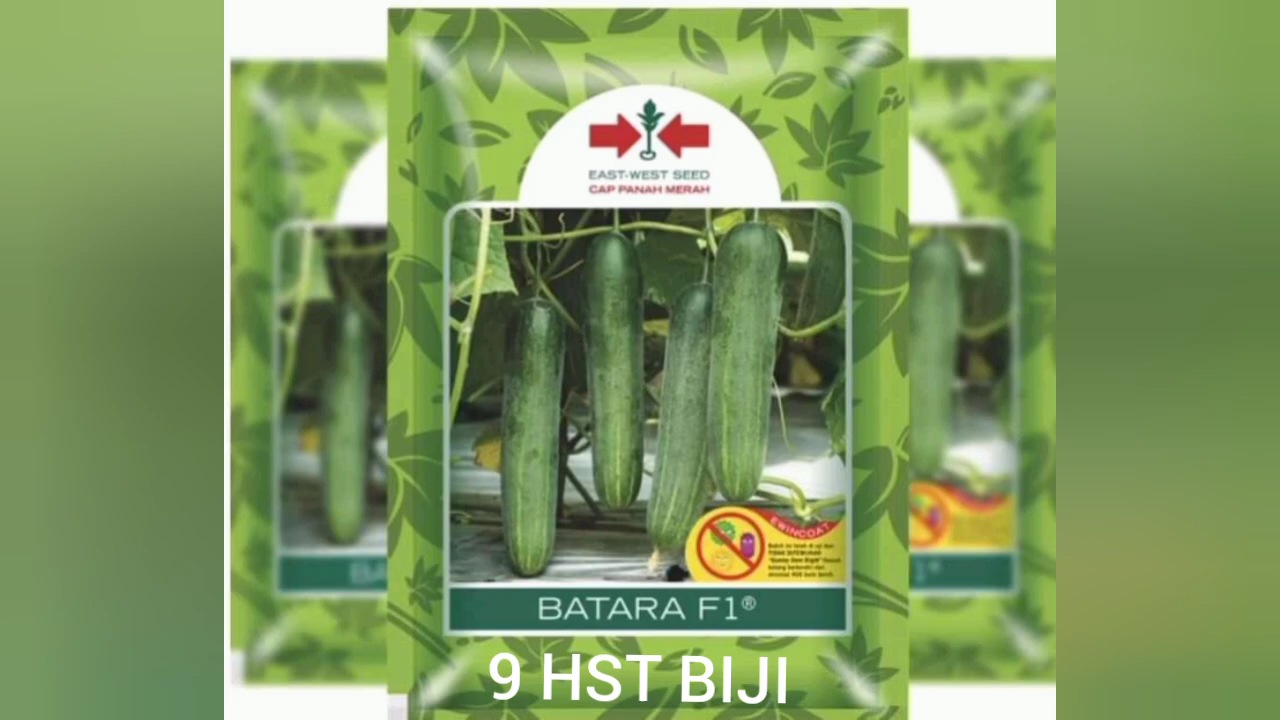 EAST-WEST SEED
CAP PANAH MERAH
EWINCOAT
BATARA F1®
9 HST BIJI